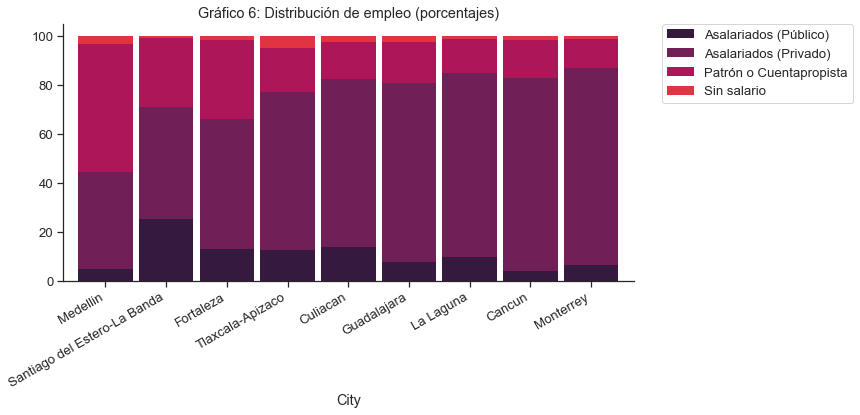 Gráfico 6: Distribución de empleo (porcentajes)
100
80
60
40
20
0
Medellin
Santiago del Estero-La Banda
Fortaleza
Tlaxcala-Apizaco
Culiacan
Guadalajara
La Laguna
Cancun
Monterrey
City
Asalariados (Público)
Asalariados (Privado)
Patrón o Cuentapropista
Sin salario